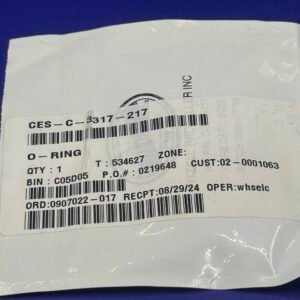 CES-C-3317-217
O-RING
QTY : 1 T : 534627 ZONE:
BIN : C05D05 P.O.# : 0219648 CUST:02-0001063
ORD:0907022-017 RECPT:08/29/24 OPER:whselc
INC